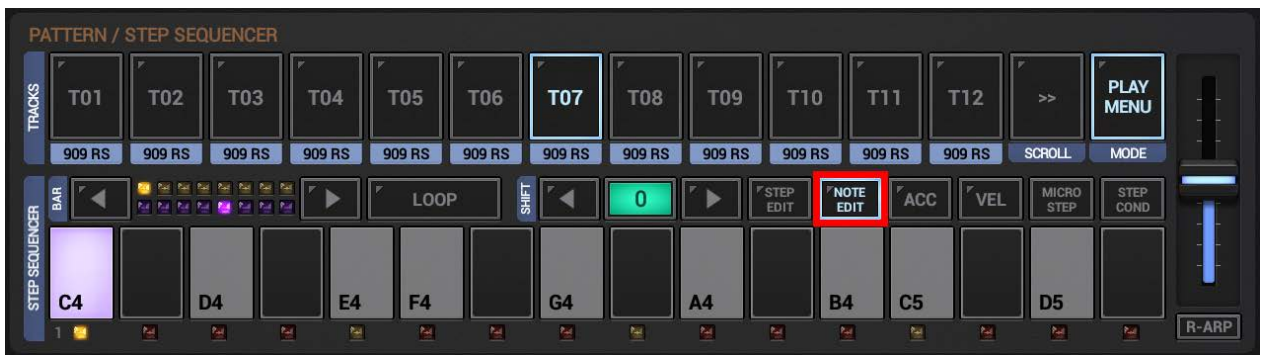 PATTERN / STEP SEQUENCER
TRACKS
T01 T02 T03 T04 T05 T06 T07 T08 T09 T10 T11 T12 >> PLAY MENU
909 RS 909 RS 909 RS 909 RS 909 RS 909 RS 909 RS 909 RS 909 RS 909 RS 909 RS 909 RS SCROLL MODE
STEP SEQUENCER
BAR LOOP SHIFT 0 STEP EDIT NOTE EDIT ACC VEL MICRO STEP STEP COND
C4 D4 E4 F4 G4 A4 B4 C5 D5
1 R-ARP